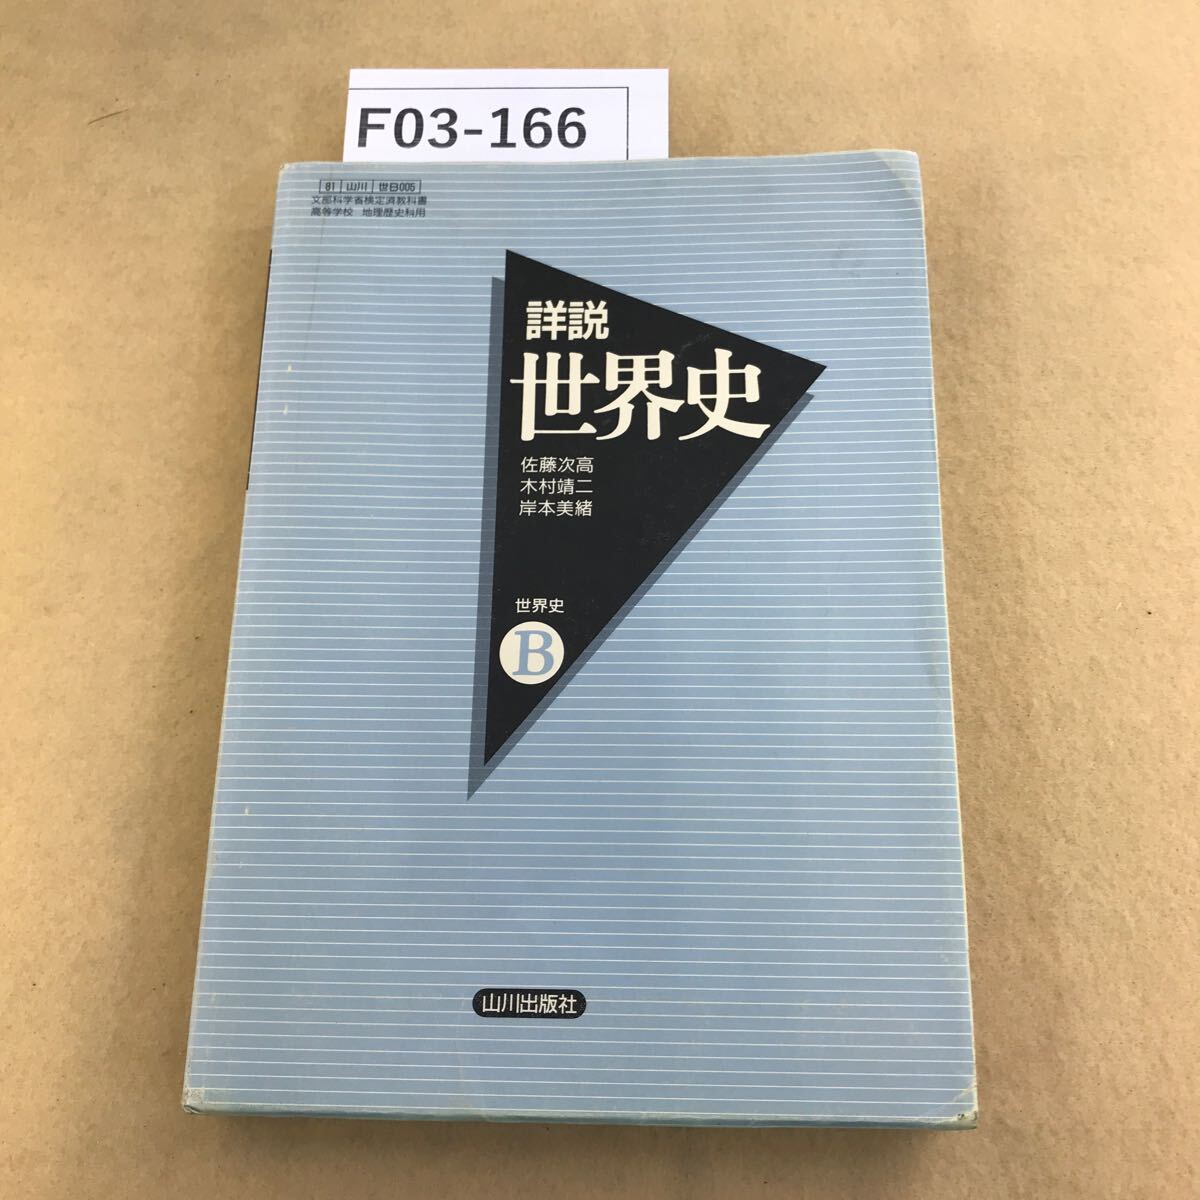 F03-166
81 山川 世B005
文部科学省検定済教科書
高等学校 地理歴史科用
詳説
世界史
佐藤次高
木村靖二
岸本美緒
世界史
B
山川出版社